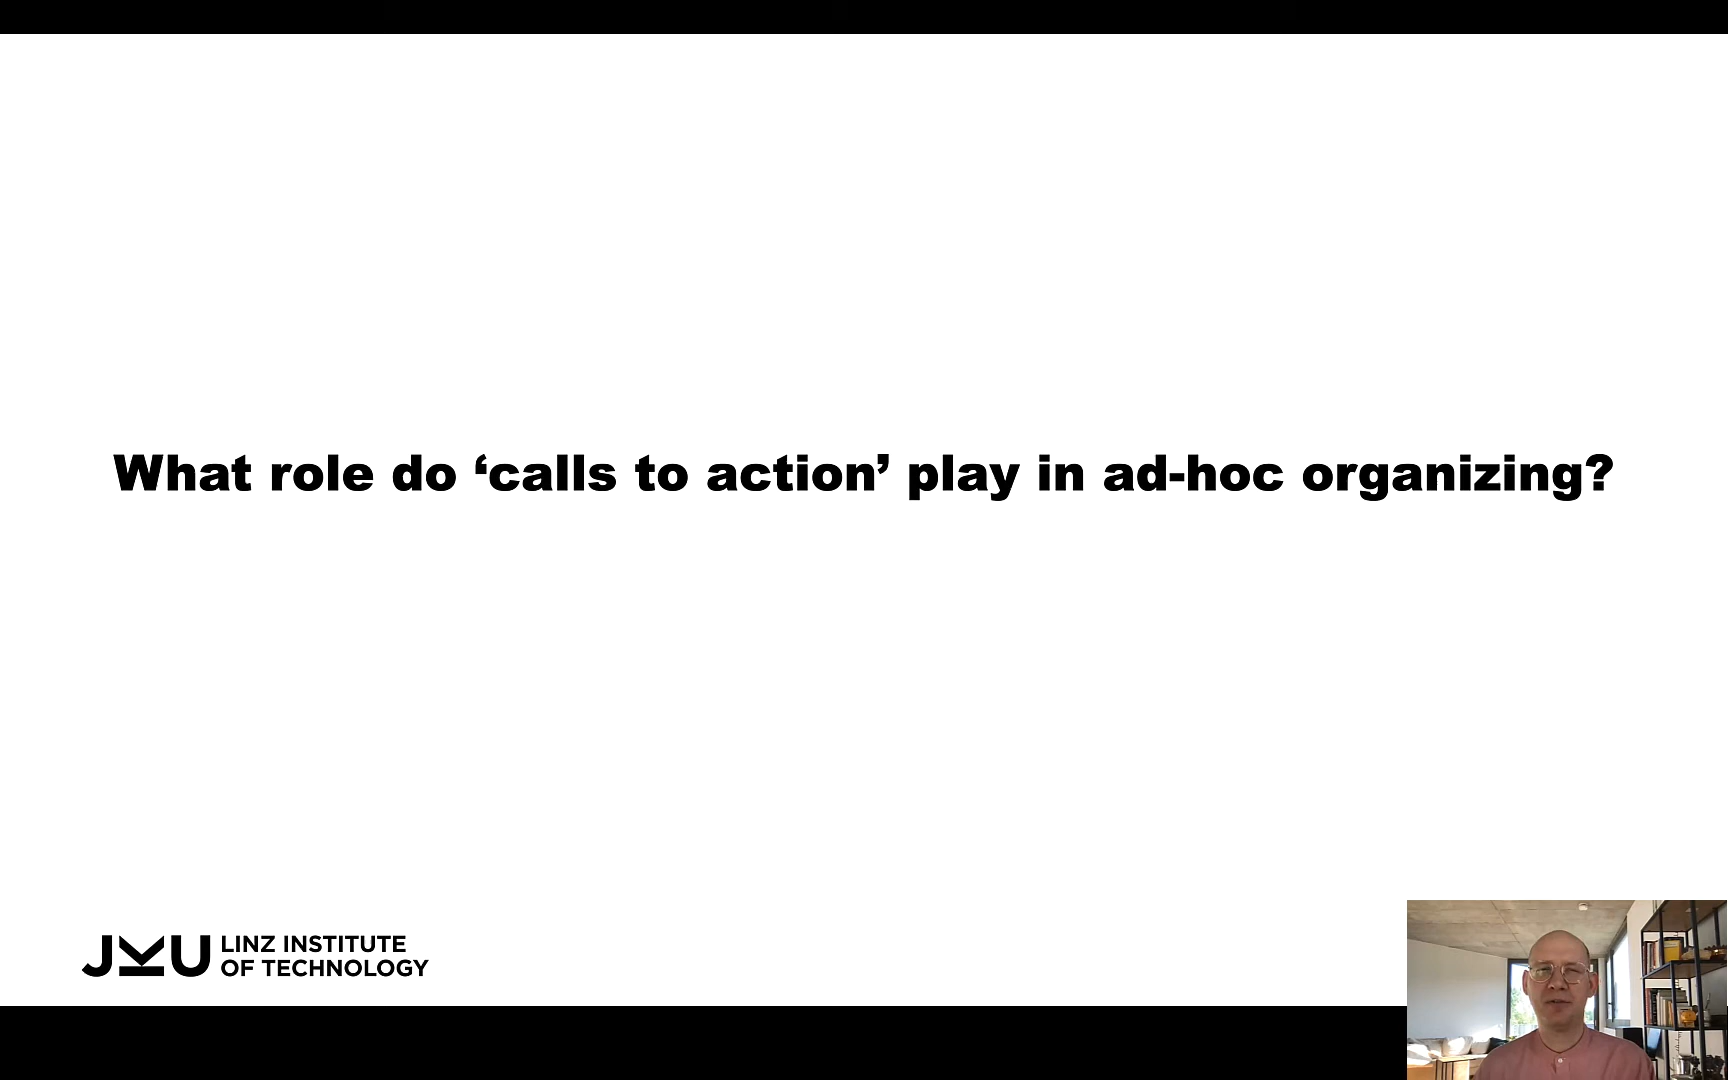 What role do ‘calls to action’ play in ad-hoc organizing?
JKU LINZ INSTITUTE
OF TECHNOLOGY